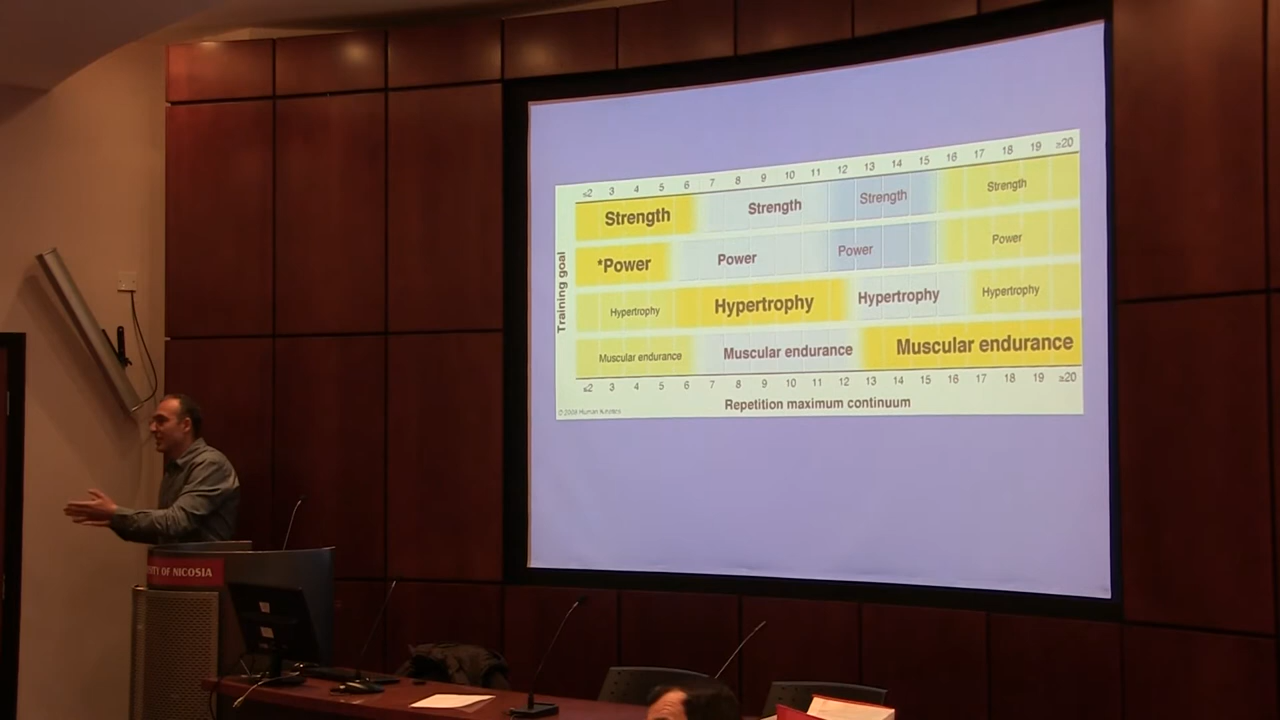 ≤2 3 4 5 6 7 8 9 10 11 12 13 14 15 16 17 18 19 ≥20
Strength Strength Strength Strength
*Power Power Power Power
Training goal
Hypertrophy Hypertrophy Hypertrophy Hypertrophy
Muscular endurance Muscular endurance Muscular endurance
≤2 3 4 5 6 7 8 9 10 11 12 13 14 15 16 17 18 19 ≥20
Repetition maximum continuum
Human Kinetics
OF NICOSIA